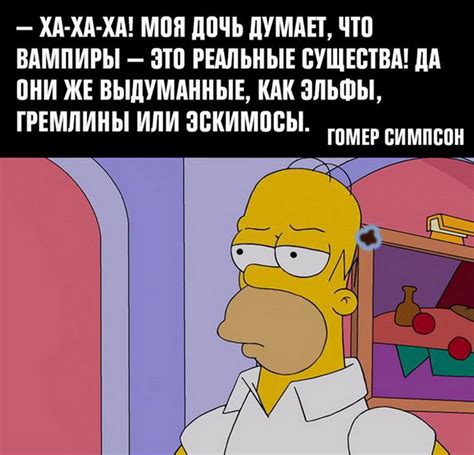 — ХА-ХА-ХА! МОЯ ДОЧЬ ДУМАЕТ, ЧТО
ВАМПИРЫ — ЭТО РЕАЛЬНЫЕ СУЩЕСТВА! ДА
ОНИ ЖЕ ВЫДУМАННЫЕ, КАК ЭЛЬФЫ,
ГРЕМЛИНЫ ИЛИ ЭСКИМОСЫ.
ГОМЕР СИМПСОН